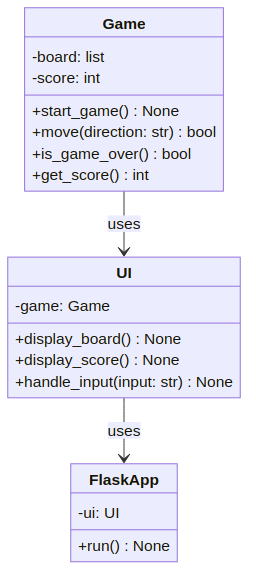 Game
-board: list
-score: int
+start_game() : None
+move(direction: str) : bool
+is_game_over() : bool
+get_score() : int
uses
UI
-game: Game
+display_board() : None
+display_score() : None
+handle_input(input: str) : None
uses
FlaskApp
-ui: UI
+run() : None